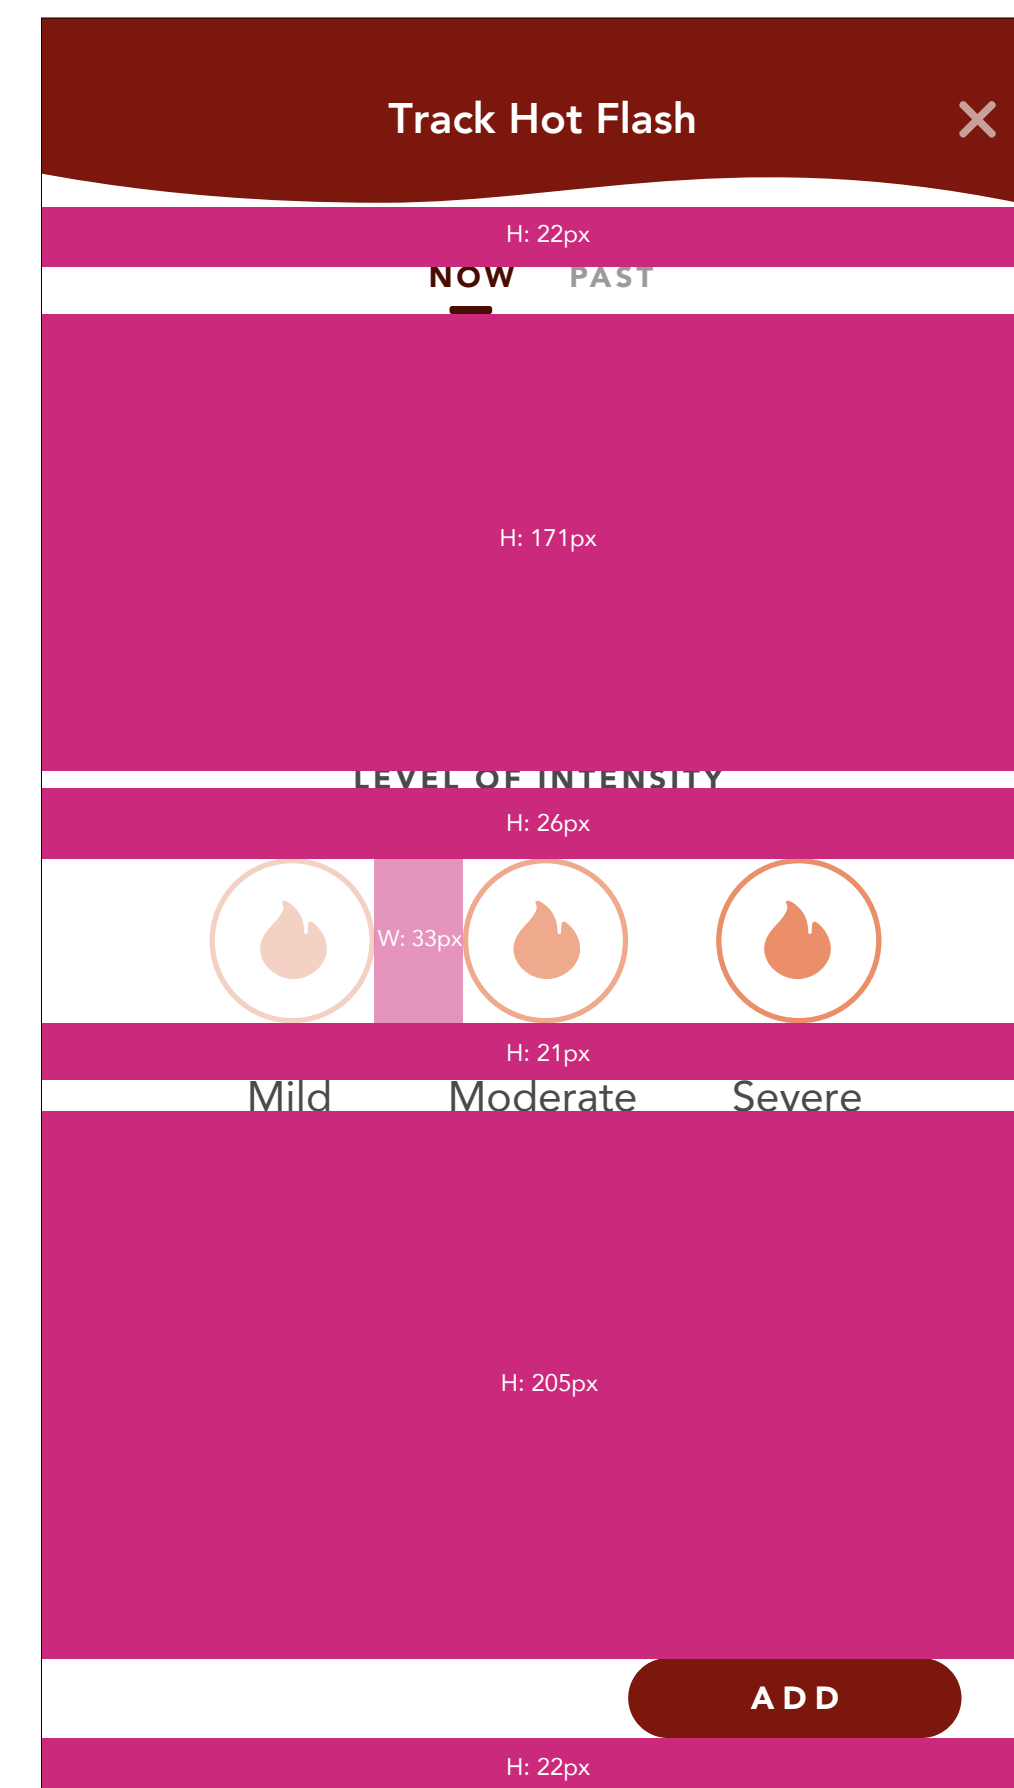 Track Hot Flash
H: 22px
NOW PAST
H: 171px
LEVEL OF INTENSITY
H: 26px
W: 33px
H: 21px
Mild Moderate Severe
H: 205px
ADD
H: 22px